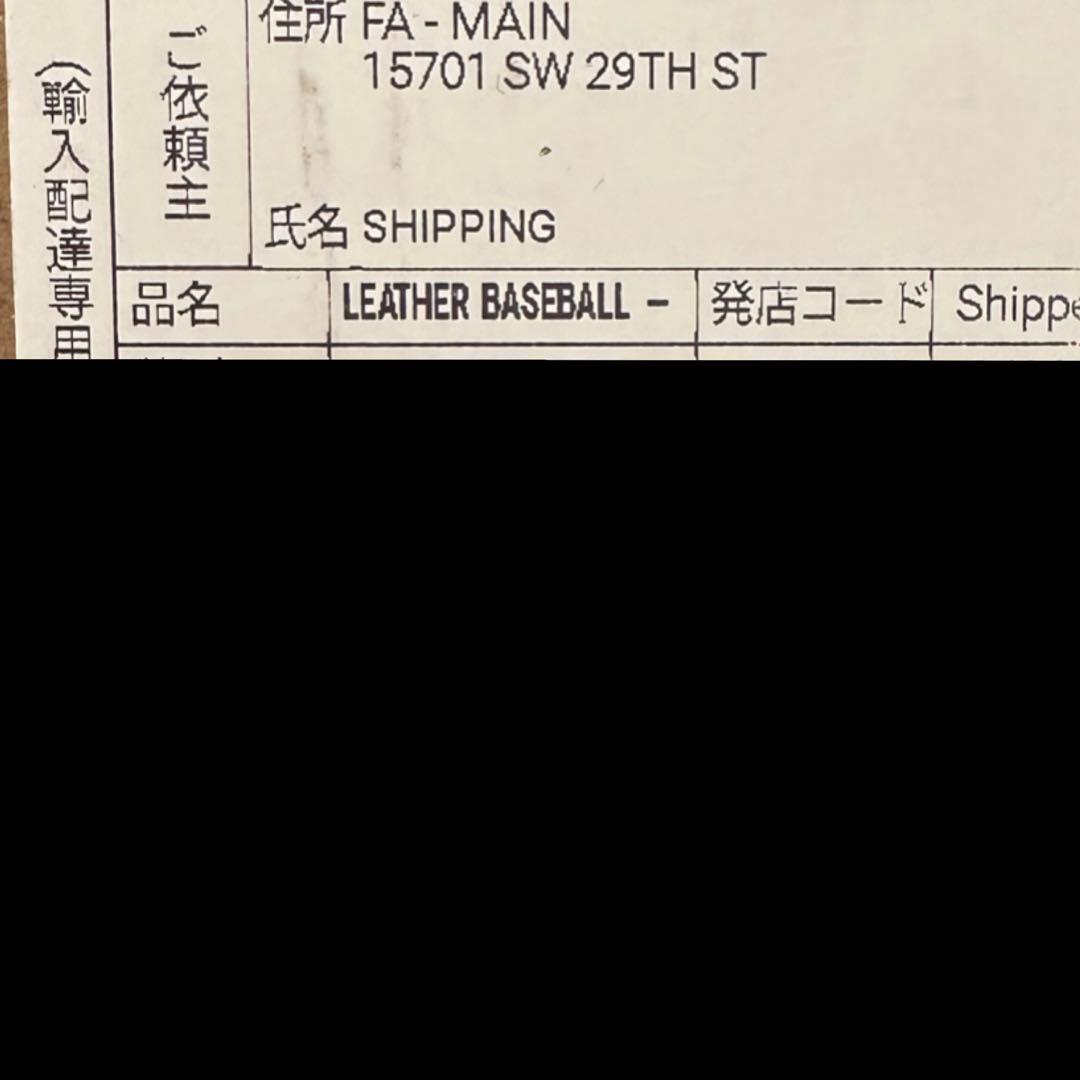 (輸入配達専用
ご依頼主
住所 FA - MAIN
15701 SW 29TH ST
氏名 SHIPPING
品名 LEATHER BASEBALL - 発店コード Shippe